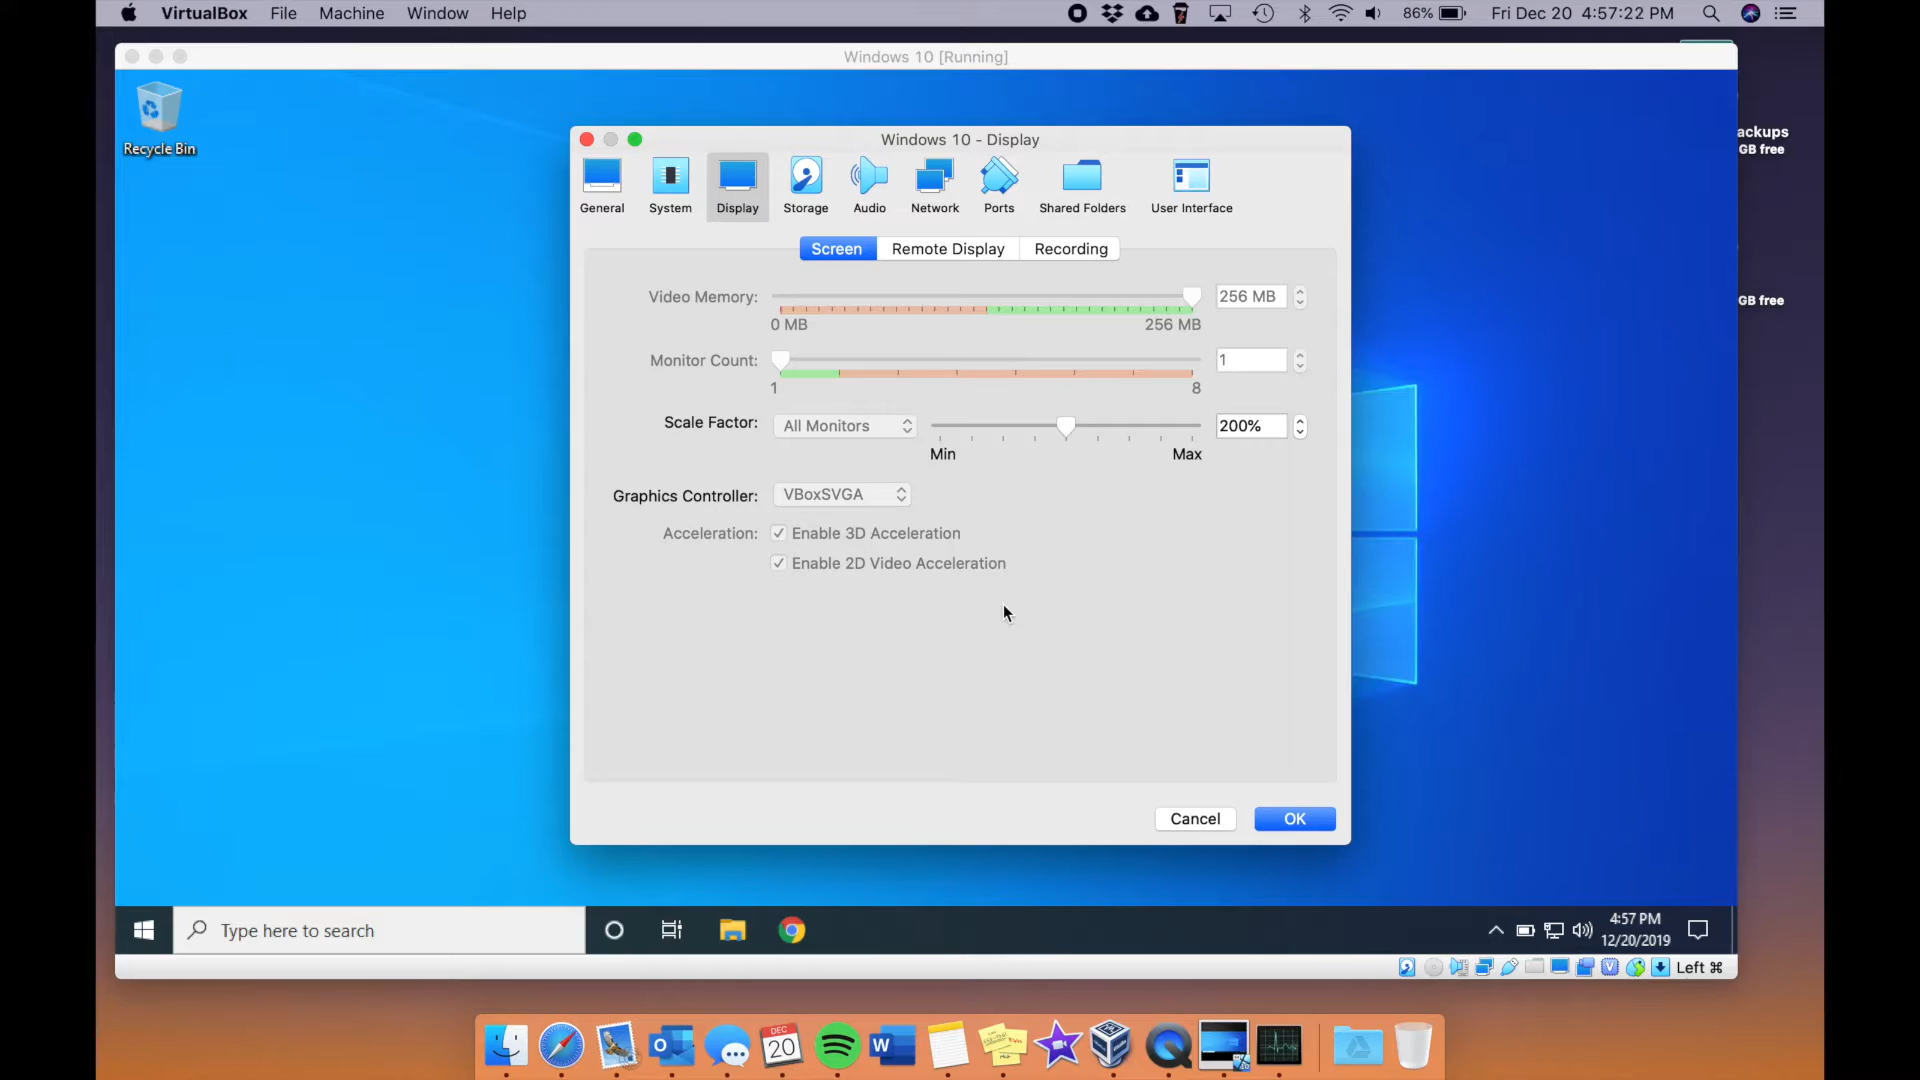 VirtualBox File Machine Window Help 86% Fri Dec 20 4:57:22 PM
Windows 10 [Running]
Recycle Bin
ackups
GB free
GB free
Windows 10 - Display
General System Display Storage Audio Network Ports Shared Folders User Interface
Screen Remote Display Recording
Video Memory: 256 MB
0 MB 256 MB
Monitor Count: 1
1 8
Scale Factor: All Monitors 200%
Min Max
Graphics Controller: VBoxSVGA
Acceleration: Enable 3D Acceleration
Enable 2D Video Acceleration
Cancel OK
Type here to search
4:57 PM
12/20/2019
Left ⌘
DEC
20